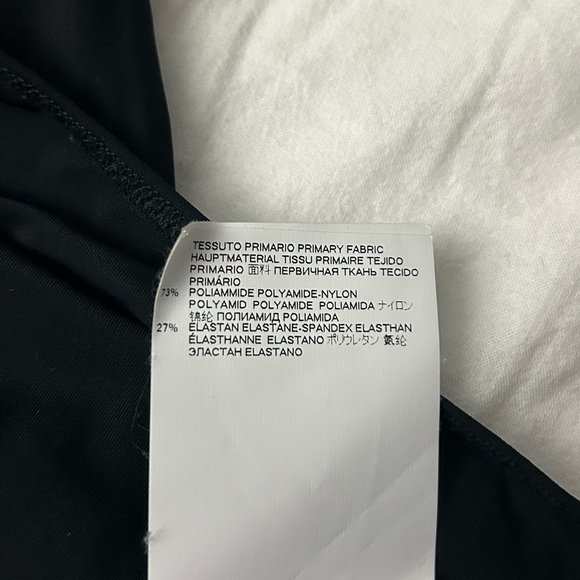 TESSUTO PRIMARIO PRIMARY FABRIC
HAUPTMATERIAL TISSU PRIMAIRE TEJIDO
PRIMARIO 面料 ПЕРВИЧНАЯ ТКАНЬ TECIDO
PRIMÁRIO
73% POLIAMMIDE POLYAMIDE-NYLON
POLYAMID POLYAMIDE POLIAMIDA ナイロン
锦纶 ПОЛИАМИД POLIAMIDA
27% ELASTAN ELASTANE-SPANDEX ELASTHAN
ÉLASTHANNE ELASTANO ポリウレタン 氨纶
ЭЛАСТАН ELASTANO